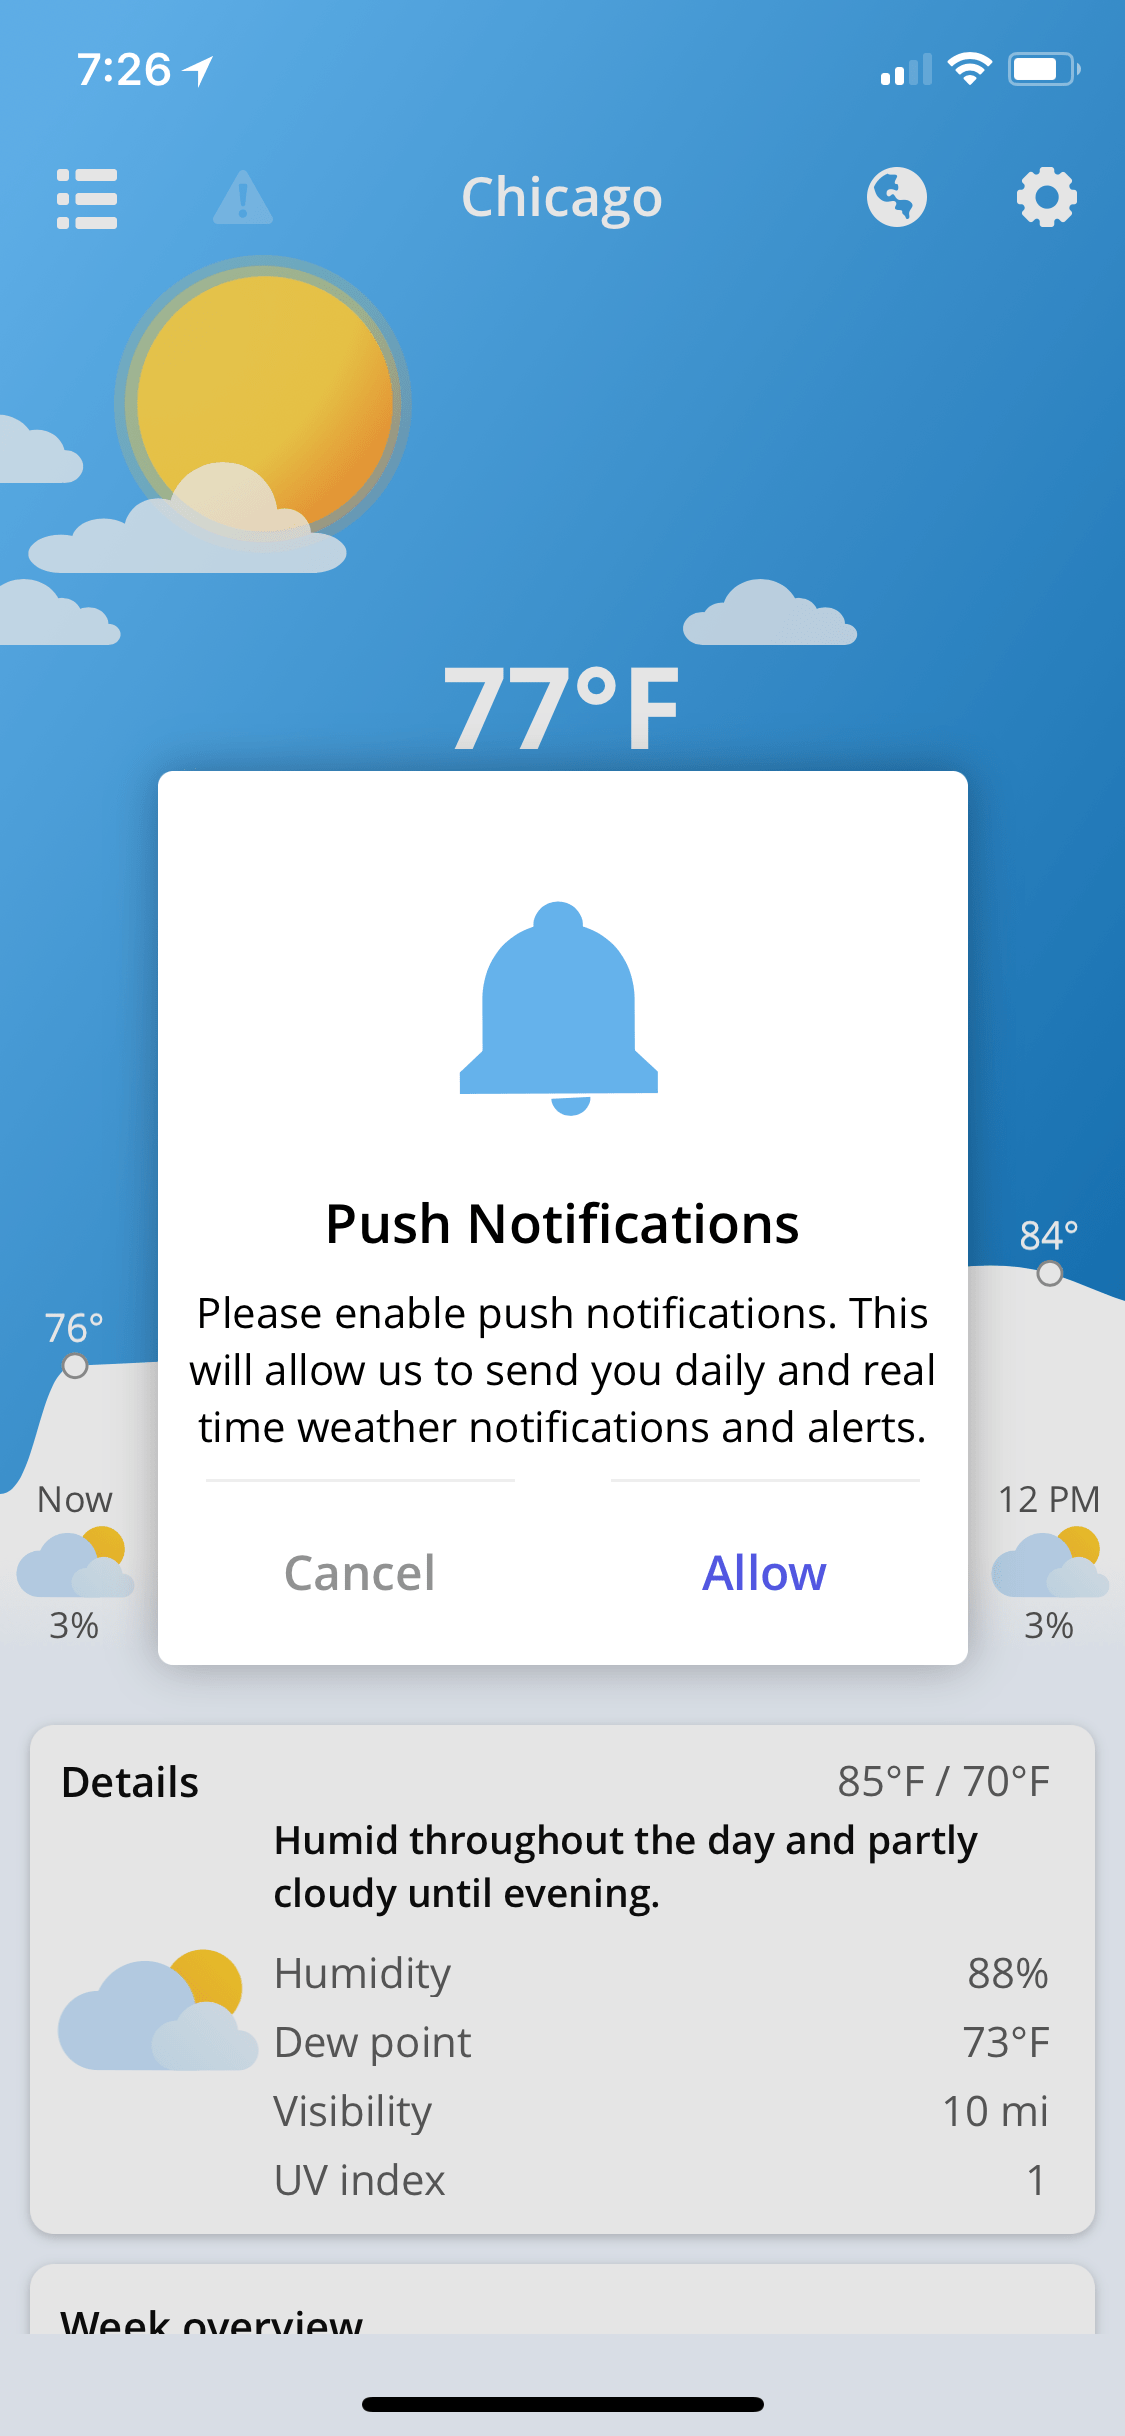 7:26
Chicago
77°F
Push Notifications
Please enable push notifications. This
will allow us to send you daily and real
time weather notifications and alerts.
Cancel
Allow
76°
84°
Now
12 PM
3%
3%
Details
85°F / 70°F
Humid throughout the day and partly
cloudy until evening.
Humidity
88%
Dew point
73°F
Visibility
10 mi
UV index
1
Week overview